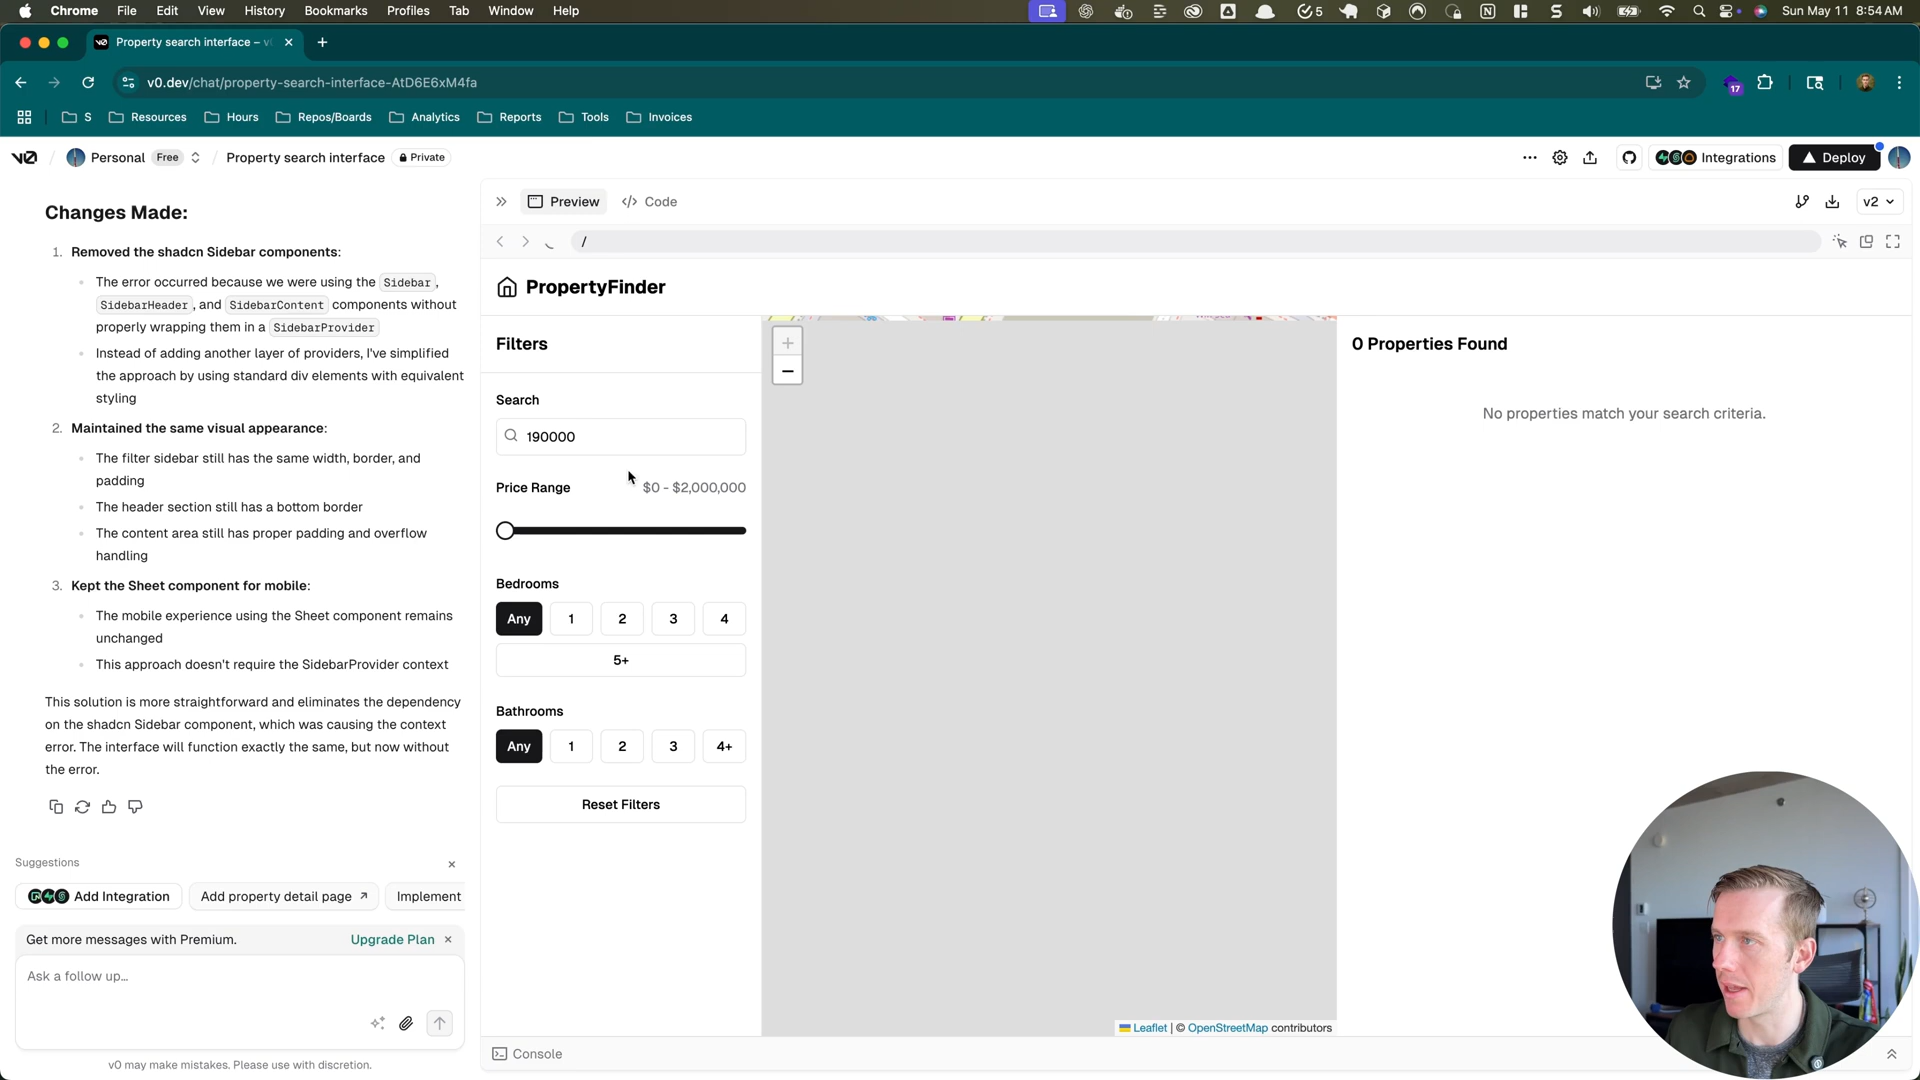 Chrome File Edit View History Bookmarks Profiles Tab Window Help
5
Sun May 11 8:54 AM
Property search interface – v
v0.dev/chat/property-search-interface-AtD6E6xM4fa
17
S Resources Hours Repos/Boards Analytics Reports Tools Invoices
v0 / Personal Free / Property search interface Private
Integrations Deploy
Changes Made:
1. Removed the shadcn Sidebar components:
The error occurred because we were using the Sidebar,
SidebarHeader, and SidebarContent components without
properly wrapping them in a SidebarProvider
Instead of adding another layer of providers, I've simplified
the approach by using standard div elements with equivalent
styling
2. Maintained the same visual appearance:
The filter sidebar still has the same width, border, and
padding
The header section still has a bottom border
The content area still has proper padding and overflow
handling
3. Kept the Sheet component for mobile:
The mobile experience using the Sheet component remains
unchanged
This approach doesn't require the SidebarProvider context
This solution is more straightforward and eliminates the dependency
on the shadcn Sidebar component, which was causing the context
error. The interface will function exactly the same, but now without
the error.
Suggestions
Add Integration Add property detail page Implement
Get more messages with Premium. Upgrade Plan
Ask a follow up...
v0 may make mistakes. Please use with discretion.
Preview Code
v2
/
PropertyFinder
Filters
Search
190000
Price Range $0 - $2,000,000
Bedrooms
Any 1 2 3 4
5+
Bathrooms
Any 1 2 3 4+
Reset Filters
+
−
Leaflet | © OpenStreetMap contributors
0 Properties Found
No properties match your search criteria.
Console